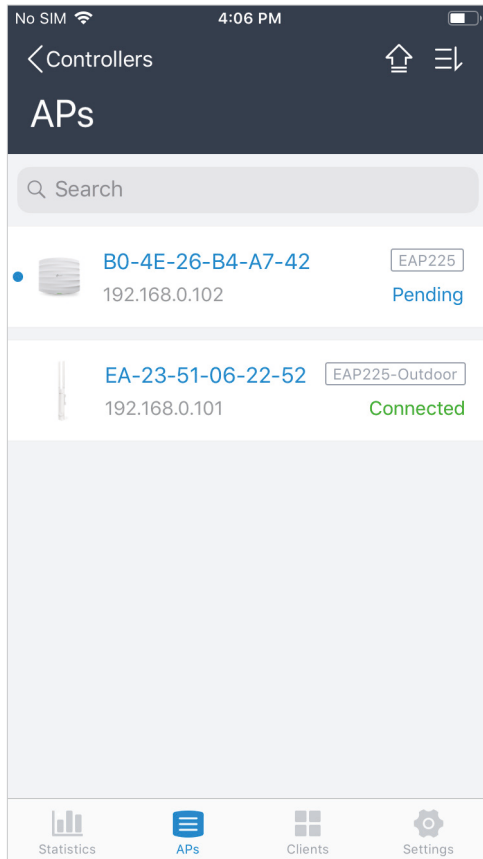 No SIM 4:06 PM
Controllers
APs
Search
B0-4E-26-B4-A7-42 EAP225
192.168.0.102 Pending
EA-23-51-06-22-52 EAP225-Outdoor
192.168.0.101 Connected
Statistics APs Clients Settings